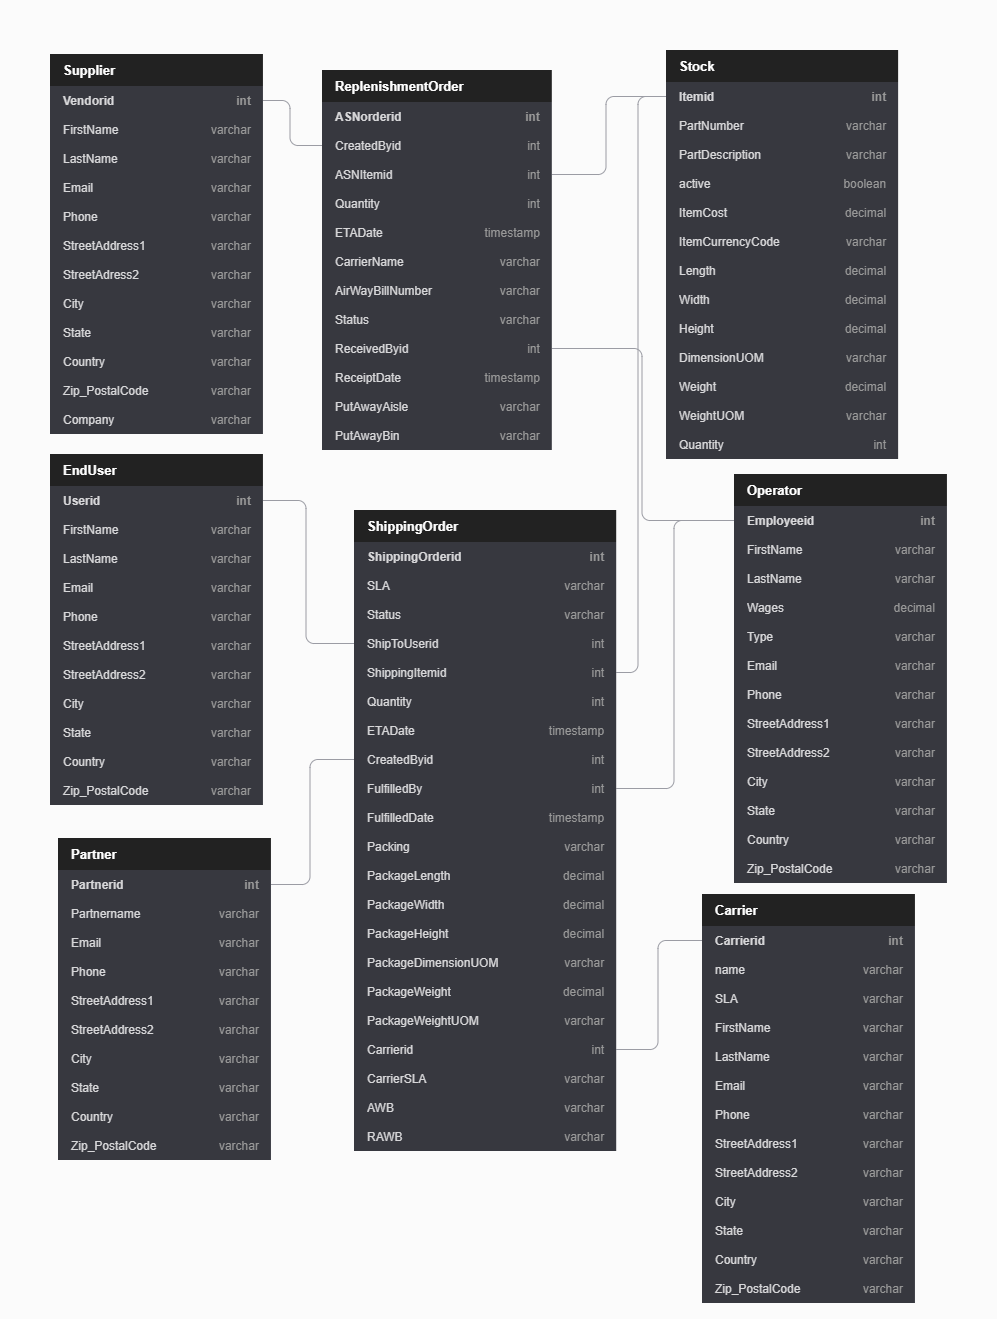 Supplier
Vendorid int
FirstName varchar
LastName varchar
Email varchar
Phone varchar
StreetAddress1 varchar
StreetAdress2 varchar
City varchar
State varchar
Country varchar
Zip_PostalCode varchar
Company varchar
ReplenishmentOrder
ASNorderid int
CreatedByid int
ASNItemid int
Quantity int
ETADate timestamp
CarrierName varchar
AirWayBillNumber varchar
Status varchar
ReceivedByid int
ReceiptDate timestamp
PutAwayAisle varchar
PutAwayBin varchar
Stock
Itemid int
PartNumber varchar
PartDescription varchar
active boolean
ItemCost decimal
ItemCurrencyCode varchar
Length decimal
Width decimal
Height decimal
DimensionUOM varchar
Weight decimal
WeightUOM varchar
Quantity int
EndUser
Userid int
FirstName varchar
LastName varchar
Email varchar
Phone varchar
StreetAddress1 varchar
StreetAddress2 varchar
City varchar
State varchar
Country varchar
Zip_PostalCode varchar
ShippingOrder
ShippingOrderid int
SLA varchar
Status varchar
ShipToUserid int
ShippingItemid int
Quantity int
ETADate timestamp
CreatedByid int
FulfilledBy int
FulfilledDate timestamp
Packing varchar
PackageLength decimal
PackageWidth decimal
PackageHeight decimal
PackageDimensionUOM varchar
PackageWeight decimal
PackageWeightUOM varchar
Carrierid int
CarrierSLA varchar
AWB varchar
RAWB varchar
Operator
Employeeid int
FirstName varchar
LastName varchar
Wages decimal
Type varchar
Email varchar
Phone varchar
StreetAddress1 varchar
StreetAddress2 varchar
City varchar
State varchar
Country varchar
Zip_PostalCode varchar
Partner
Partnerid int
Partnername varchar
Email varchar
Phone varchar
StreetAddress1 varchar
StreetAddress2 varchar
City varchar
State varchar
Country varchar
Zip_PostalCode varchar
Carrier
Carrierid int
name varchar
SLA varchar
FirstName varchar
LastName varchar
Email varchar
Phone varchar
StreetAddress1 varchar
StreetAddress2 varchar
City varchar
State varchar
Country varchar
Zip_PostalCode varchar